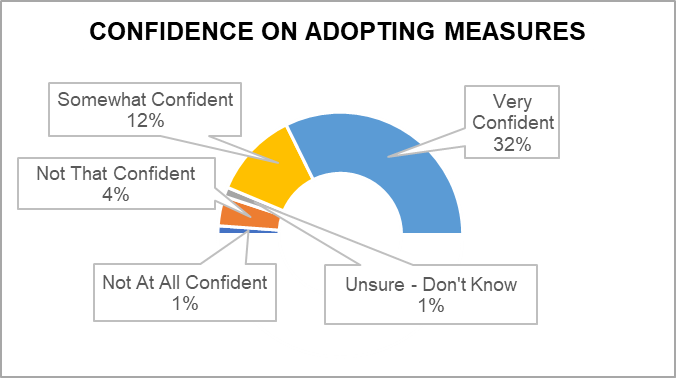 CONFIDENCE ON ADOPTING MEASURES
Somewhat Confident
12%
Very
Confident
32%
Not That Confident
4%
Not At All Confident
1%
Unsure - Don't Know
1%